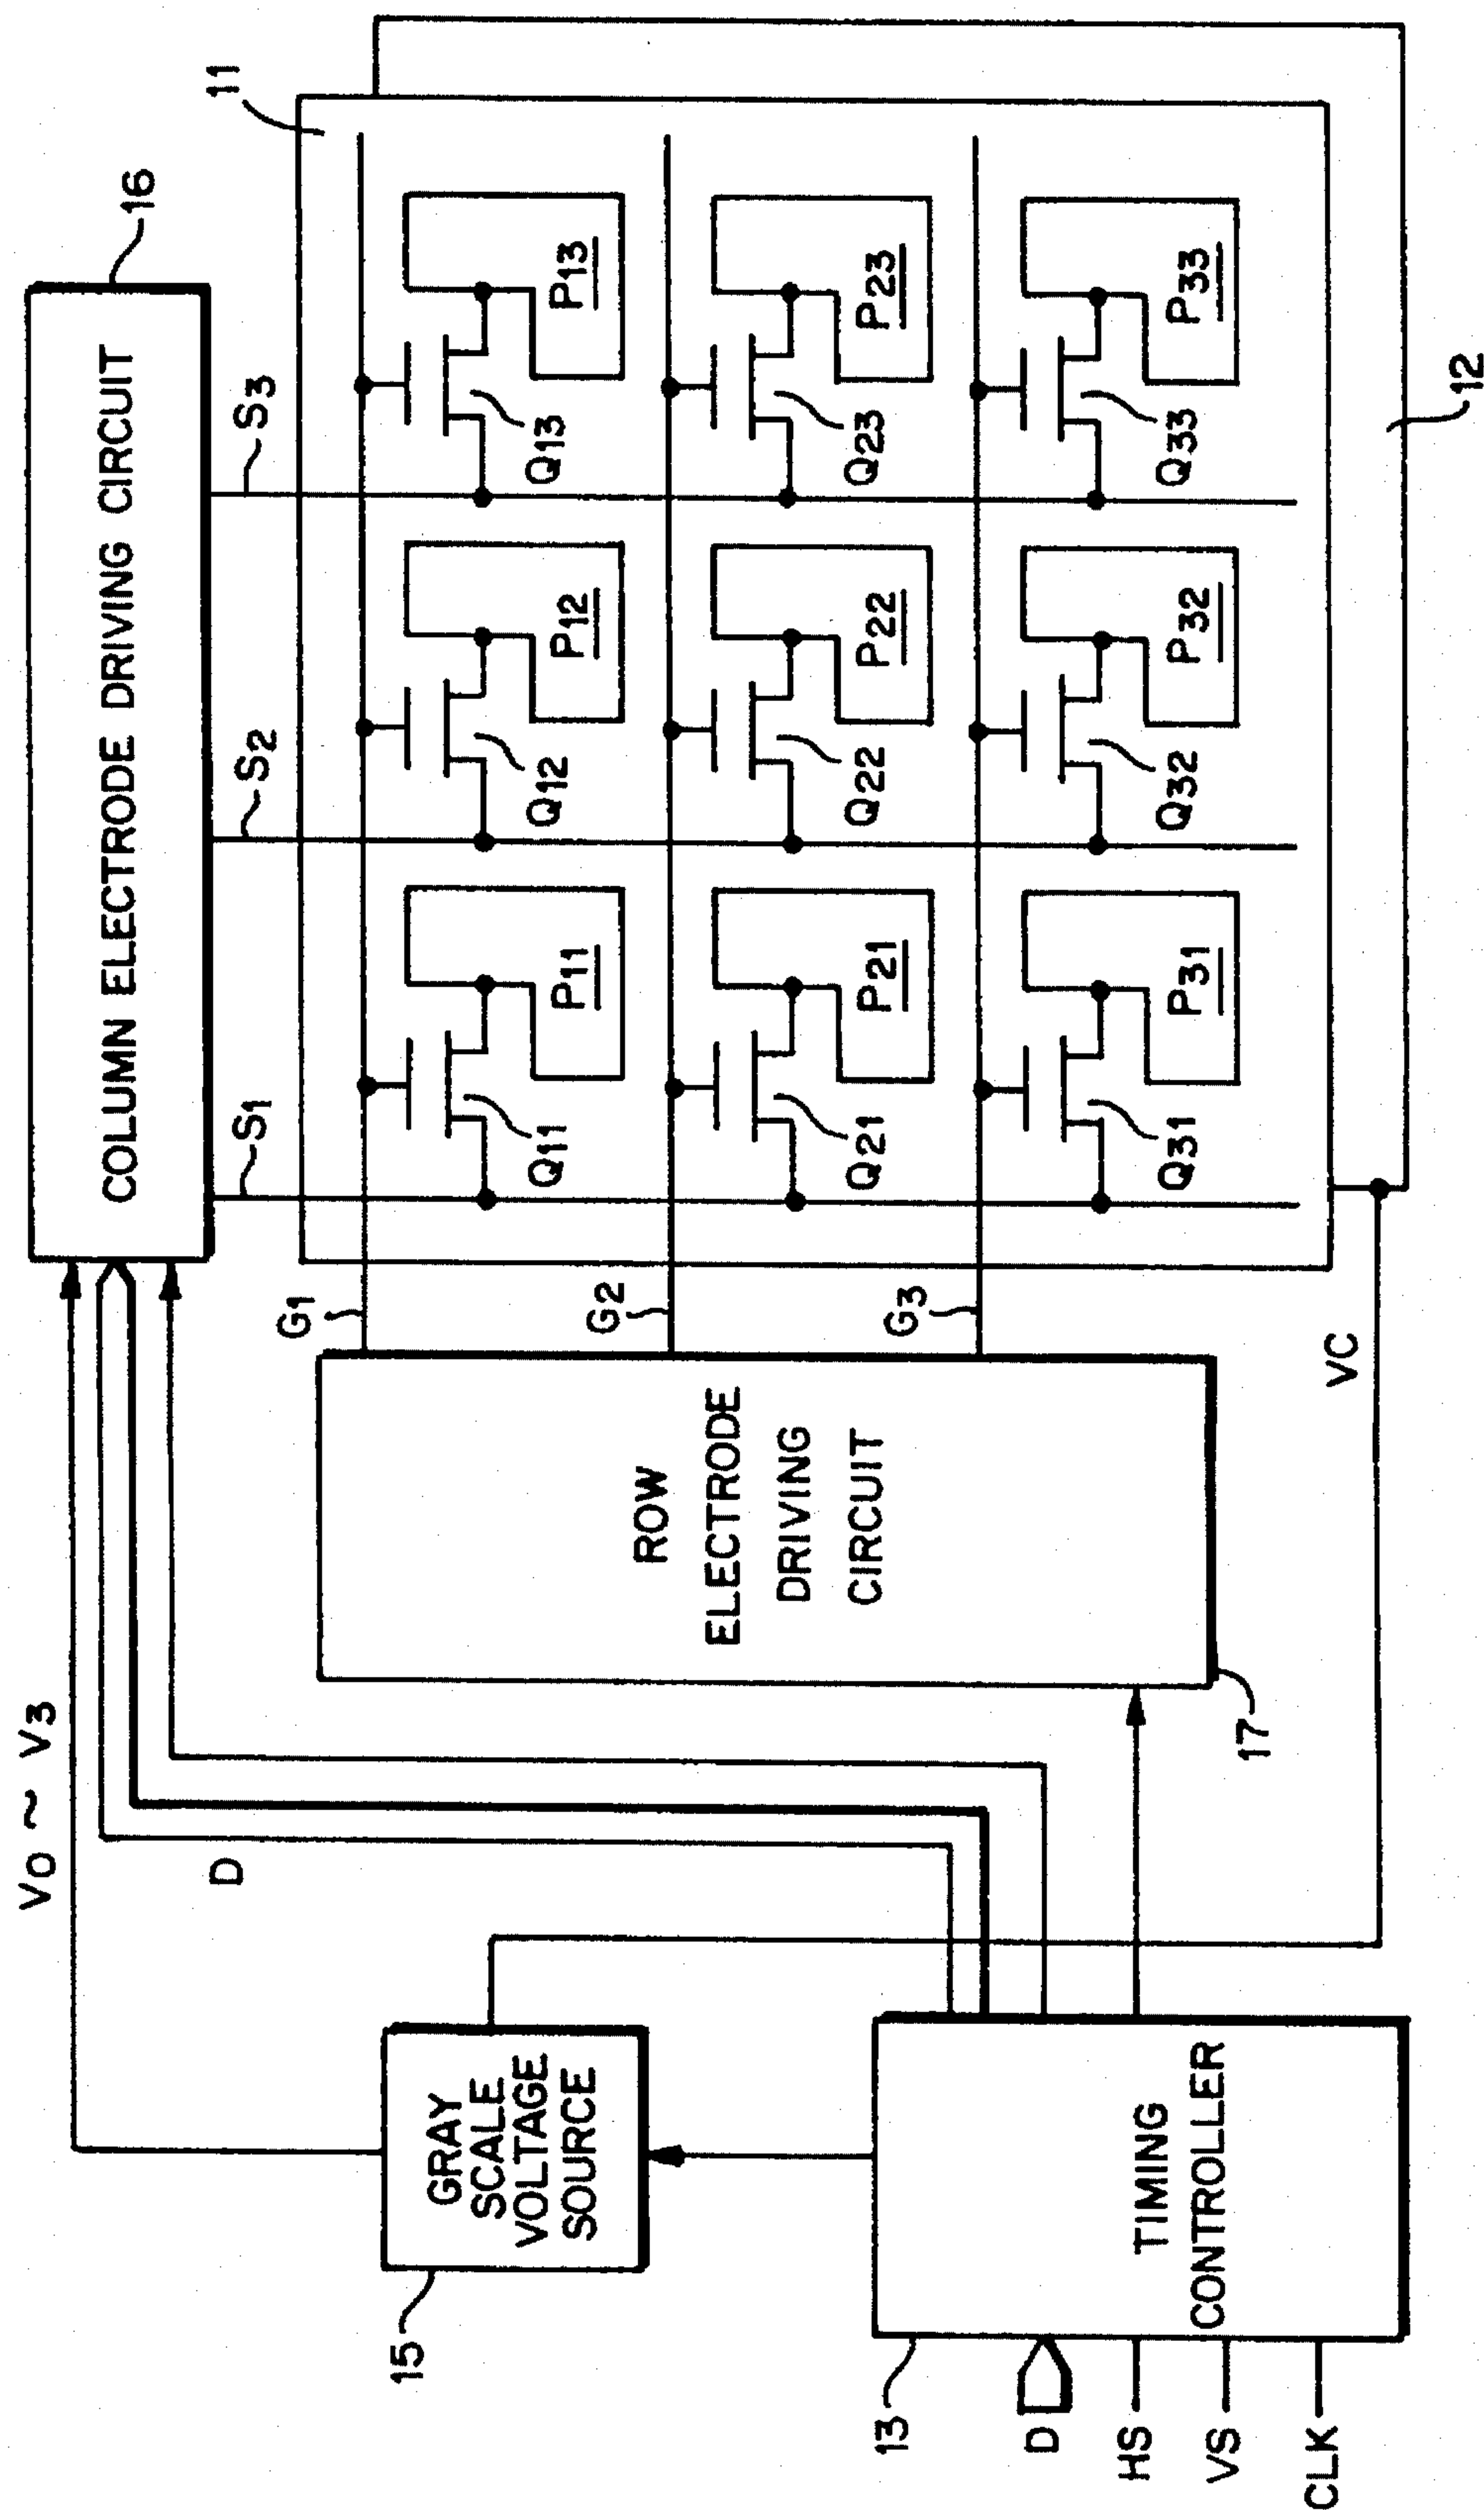 V0 ~ V3
D
COLUMN ELECTRODE DRIVING CIRCUIT
16
S1
S2
S3
11
15
GRAY
SCALE
VOLTAGE
SOURCE
G1
G2
G3
ROW
ELECTRODE
DRIVING
CIRCUIT
17
Q11
P11
Q12
P12
Q13
P13
Q21
P21
Q22
P22
Q23
P23
Q31
P31
Q32
P32
Q33
P33
13
D
HS
VS
CLK
TIMING
CONTROLLER
VC
12